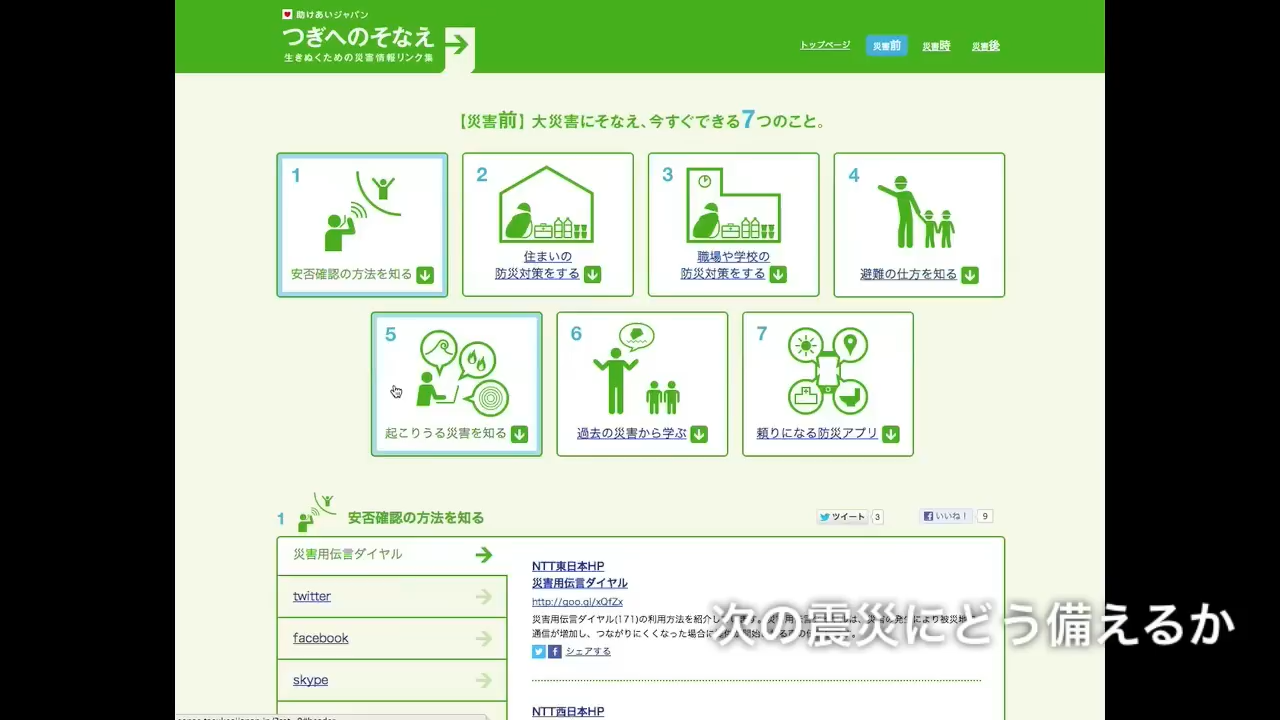 助けあいジャパン
つぎへのそなえ
生きぬくための災害情報リンク集
トップページ 災害前 災害時 災害後
【災害前】大災害にそなえ、今すぐできる7つのこと。
1
安否確認の方法を知る
2
住まいの
防災対策をする
3
職場や学校の
防災対策をする
4
避難の仕方を知る
5
起こりうる災害を知る
6
過去の災害から学ぶ
7
頼りになる防災アプリ
1 安否確認の方法を知る
ツイート 3
いいね！ 9
災害用伝言ダイヤル
twitter
facebook
skype
NTT東日本HP
災害用伝言ダイヤル
http://goo.gl/xQfZx
災害用伝言ダイヤル(171)の利用方法を紹介
通信が増加し、つながりにくくなった場合に
シェアする
NTT西日本HP
次の震災にどう備えるか